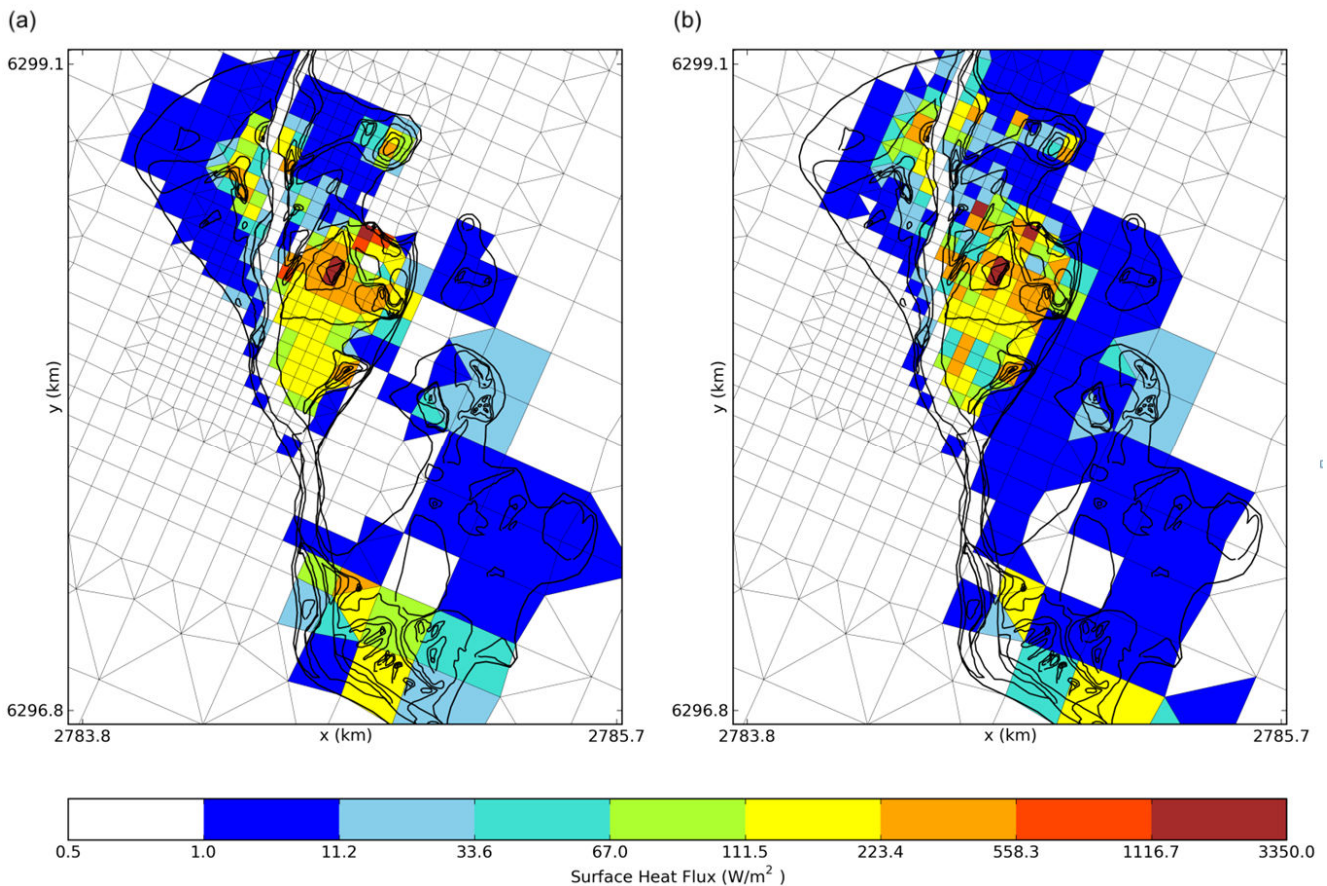 (a)
(b)
6299.1
6299.1
y (km)
y (km)
6296.8
6296.8
2783.8
x (km)
2785.7
2783.8
x (km)
2785.7
0.5
1.0
11.2
33.6
67.0
111.5
223.4
558.3
1116.7
3350.0
Surface Heat Flux (W/m² )